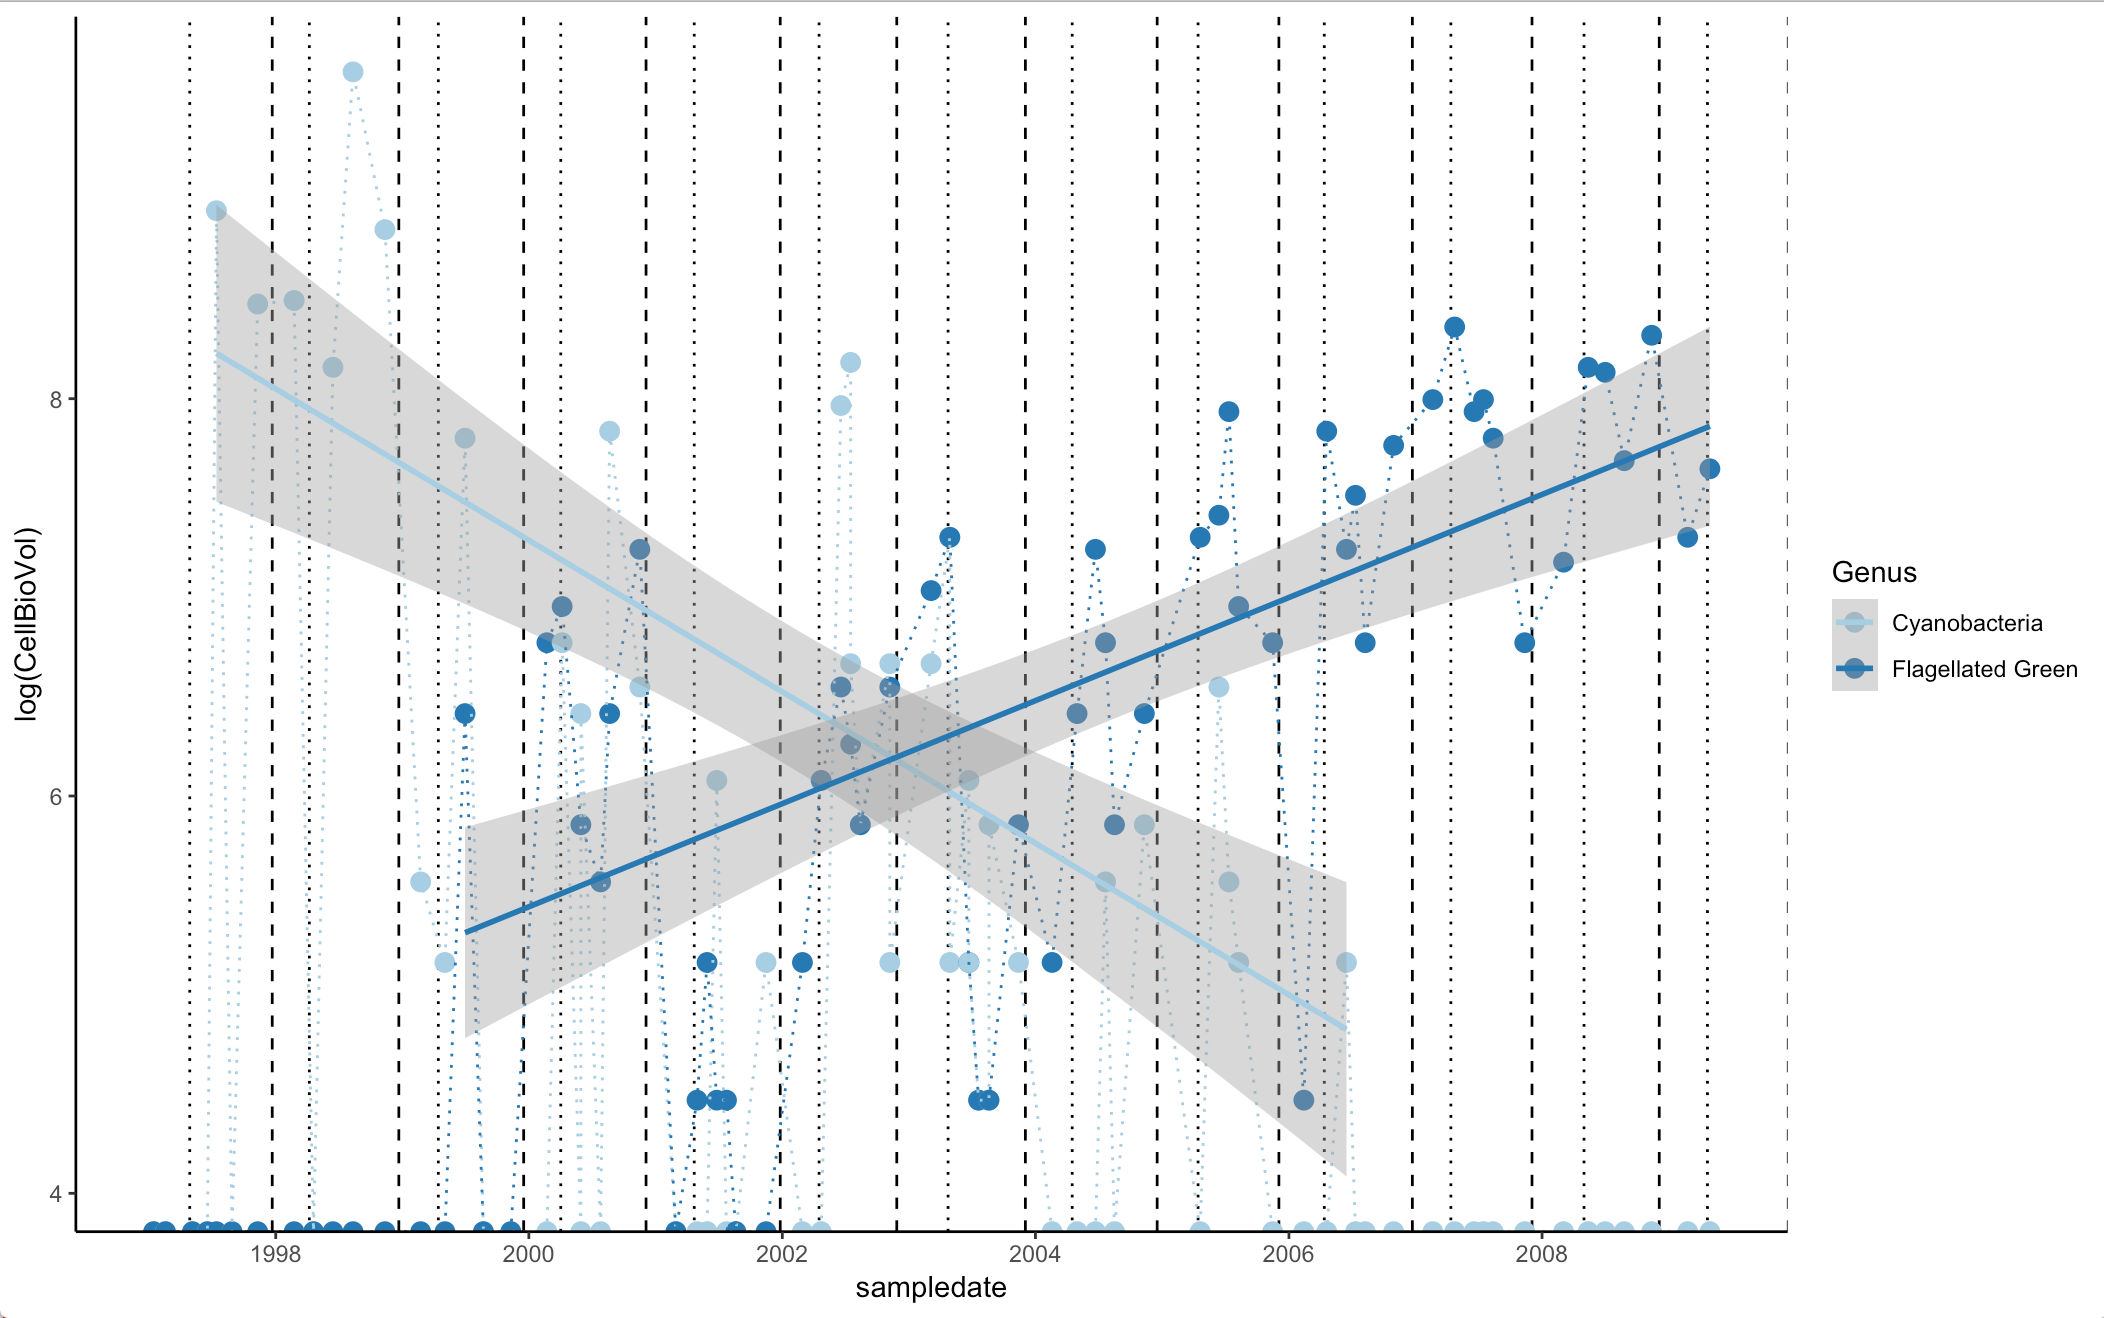 log(CellBioVol)
8
6
4
1998 2000 2002 2004 2006 2008
sampledate
Genus
Cyanobacteria
Flagellated Green